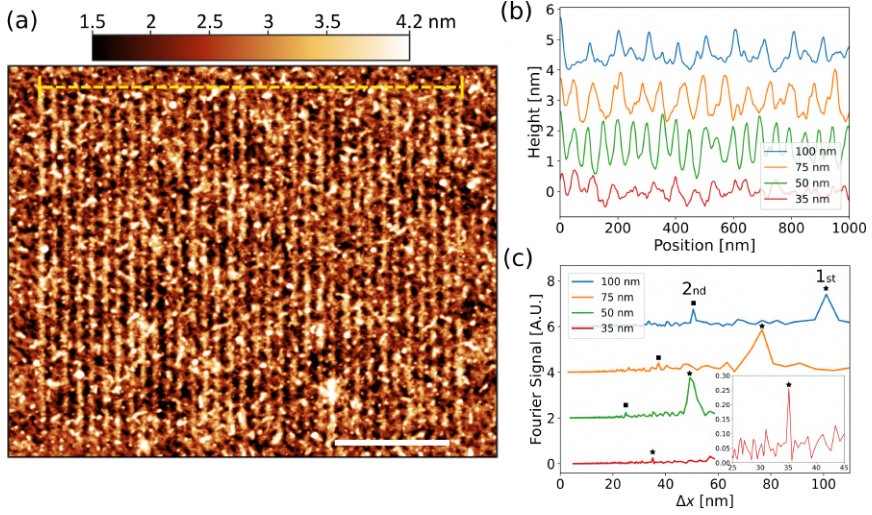 (a)
1.5 2 2.5 3 3.5 4.2 nm
(b)
Height [nm]
6
5
4
3
2
1
0
100 nm
75 nm
50 nm
35 nm
0 200 400 600 800 1000
Position [nm]
(c)
Fourier Signal [A.U.]
8
6
4
2
0
100 nm
75 nm
50 nm
35 nm
2nd
1st
0.30
0.25
0.20
0.15
0.10
0.05
0.00
25 30 35 40 45
0 20 40 60 80 100
Δx [nm]